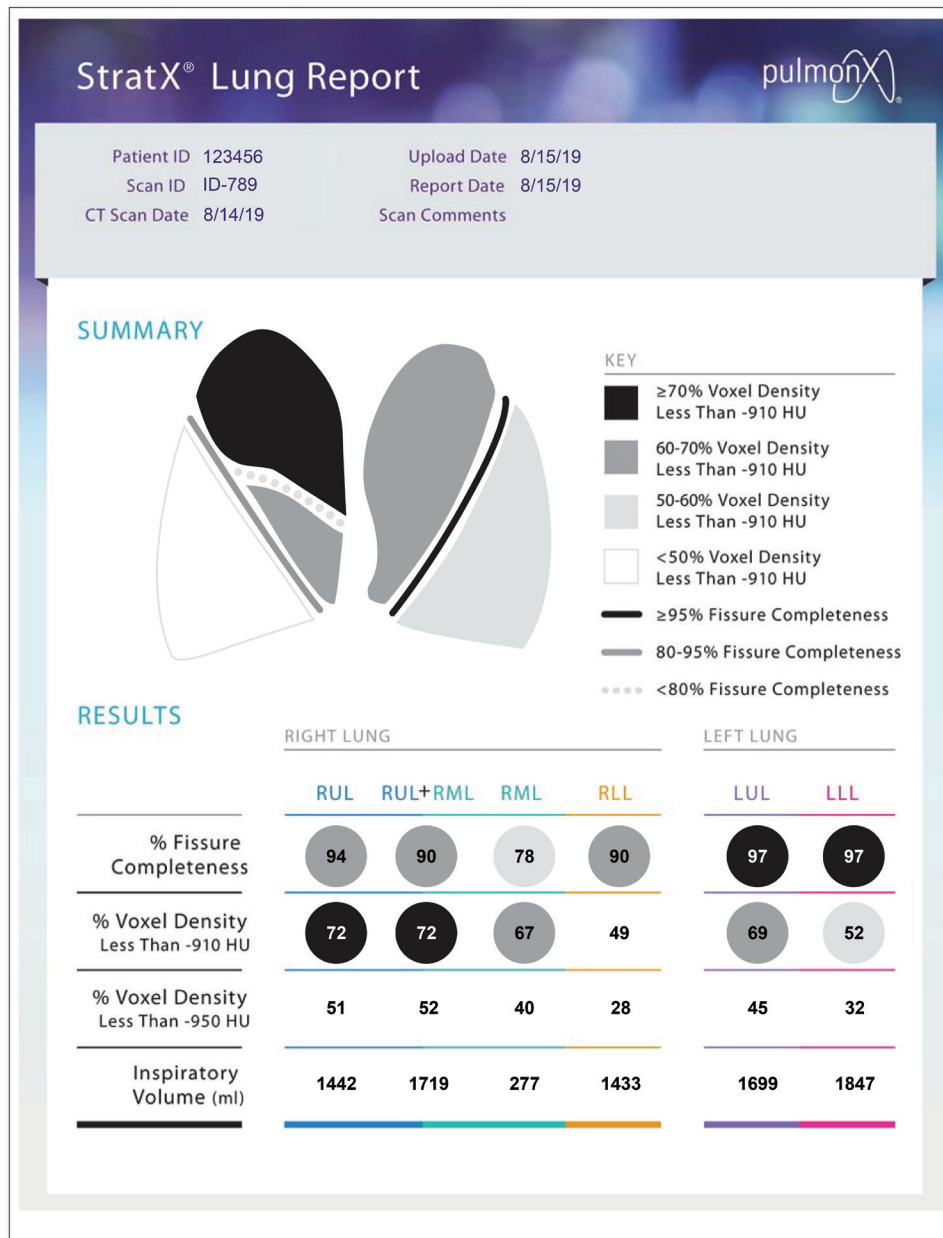 StratX® Lung Report
pulmonX®
Patient ID 123456
Scan ID ID-789
CT Scan Date 8/14/19
Upload Date 8/15/19
Report Date 8/15/19
Scan Comments
SUMMARY
KEY
≥70% Voxel Density
Less Than -910 HU
60-70% Voxel Density
Less Than -910 HU
50-60% Voxel Density
Less Than -910 HU
<50% Voxel Density
Less Than -910 HU
≥95% Fissure Completeness
80-95% Fissure Completeness
<80% Fissure Completeness
RESULTS
RIGHT LUNG LEFT LUNG
RUL RUL+RML RML RLL LUL LLL
% Fissure
Completeness
94 90 78 90 97 97
% Voxel Density
Less Than -910 HU
72 72 67 49 69 52
% Voxel Density
Less Than -950 HU
51 52 40 28 45 32
Inspiratory
Volume (ml)
1442 1719 277 1433 1699 1847